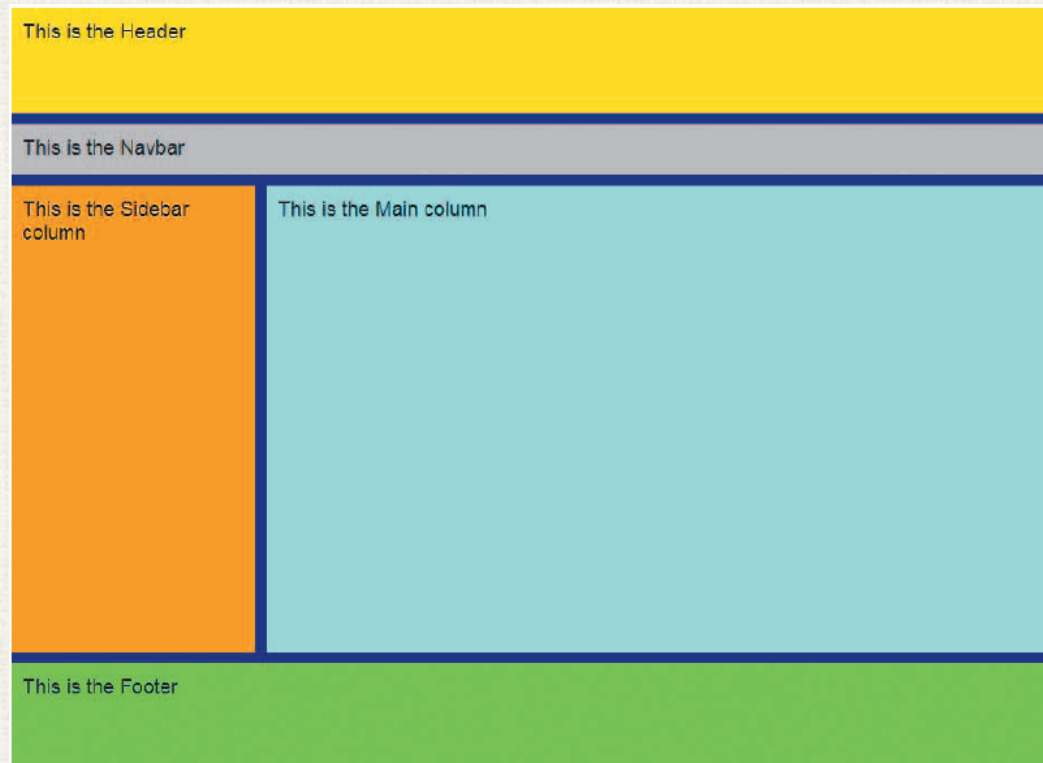 This is the Header
This is the Navbar
This is the Sidebar
column
This is the Main column
This is the Footer